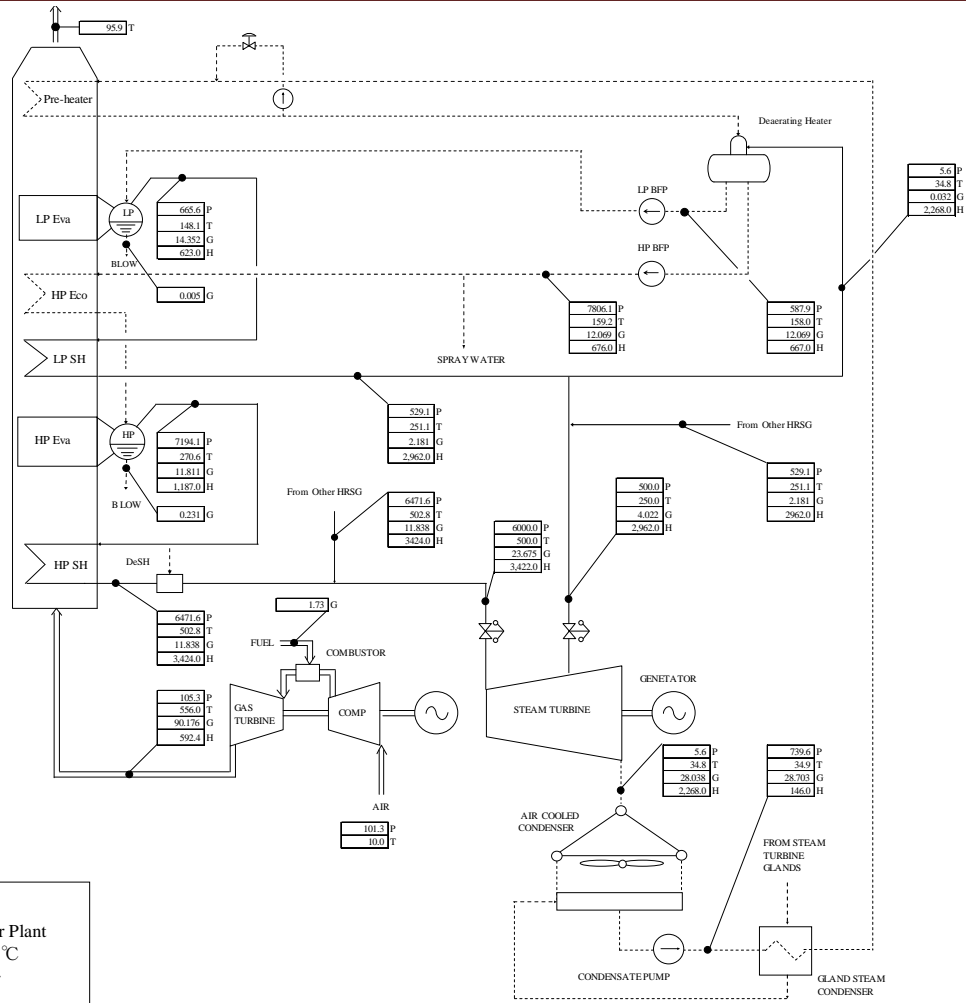 95.9 T
Pre-heater
Deaerating Heater
5.6 P
34.8 T
0.032 G
2,268.0 H
LP BFP
LP Eva
LP
665.6 P
148.1 T
14.352 G
623.0 H
BLOW
HP BFP
0.005 G
HP Eco
7806.1 P
159.2 T
12.069 G
676.0 H
587.9 P
158.0 T
12.069 G
667.0 H
LP SH
SPRAY WATER
529.1 P
251.1 T
2.181 G
2,962.0 H
HP Eva
HP
7194.1 P
270.6 T
11.811 G
1,187.0 H
From Other HRSG
BLOW
0.231 G
From Other HRSG
6471.6 P
502.8 T
11.838 G
3424.0 H
500.0 P
250.0 T
4.022 G
2,962.0 H
529.1 P
251.1 T
2.181 G
2962.0 H
6000.0 P
500.0 T
23.675 G
3,422.0 H
HP SH
DeSH
1.73 G
6471.6 P
502.8 T
11.838 G
3,424.0 H
FUEL
COMBUSTOR
105.3 P
556.0 T
90.176 G
592.4 H
GAS
TURBINE
COMP
STEAM TURBINE
GENETATOR
5.6 P
34.8 T
28.038 G
2,268.0 H
739.6 P
34.9 T
28.703 G
146.0 H
AIR
101.3 P
10.0 T
AIR COOLED
CONDENSER
FROM STEAM
TURBINE
GLANDS
r Plant
℃
CONDENSATE PUMP
GLAND STEAM
CONDENSER